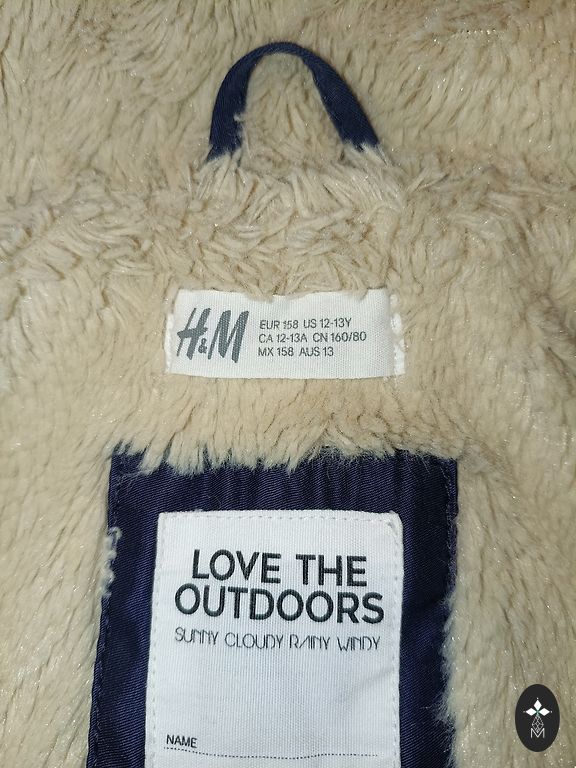 H&M
EUR 158 US 12-13Y
CA 12-13A CN 160/80
MX 158 AUS 13
LOVE THE
OUTDOORS
SUNNY CLOUDY RAINY WINDY
NAME
M